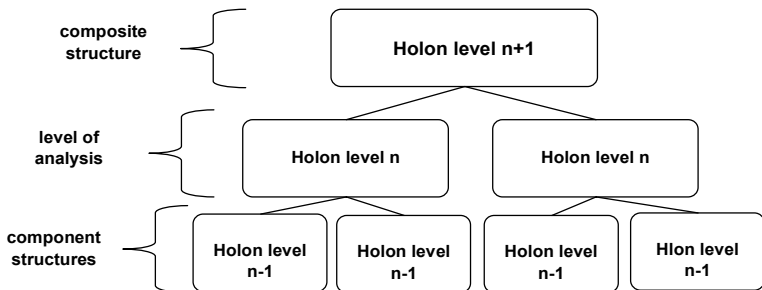 composite
structure
Holon level n+1
level of
analysis
Holon level n
Holon level n
component
structures
Holon level
n-1
Holon level
n-1
Holon level
n-1
Hlon level
n-1